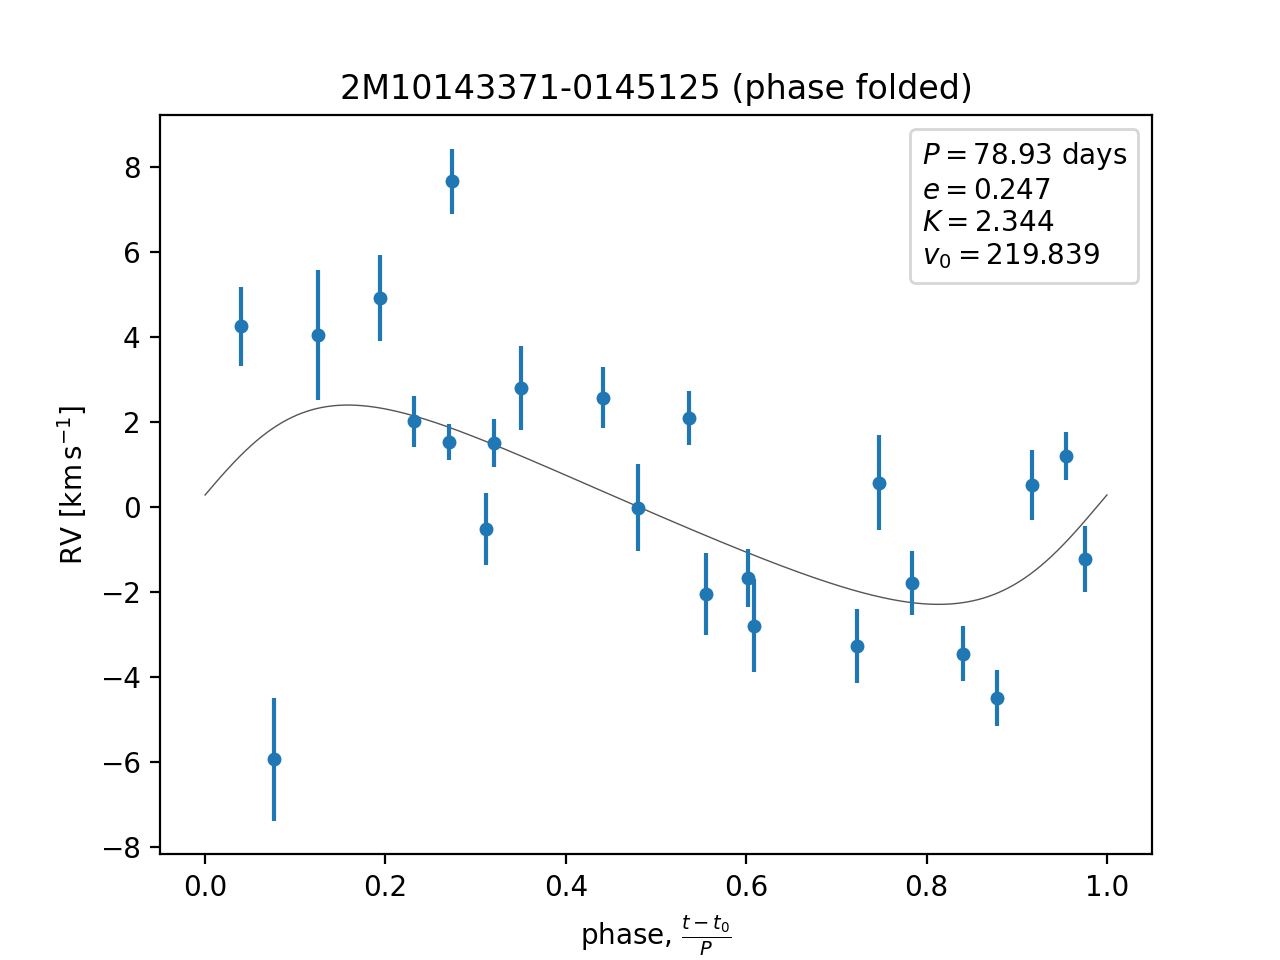 2M10143371-0145125 (phase folded)
P = 78.93 days
e = 0.247
K = 2.344
v₀ = 219.839
RV [km s⁻¹]
8
6
4
2
0
−2
−4
−6
−8
0.0 0.2 0.4 0.6 0.8 1.0
phase, (t − t₀)/P